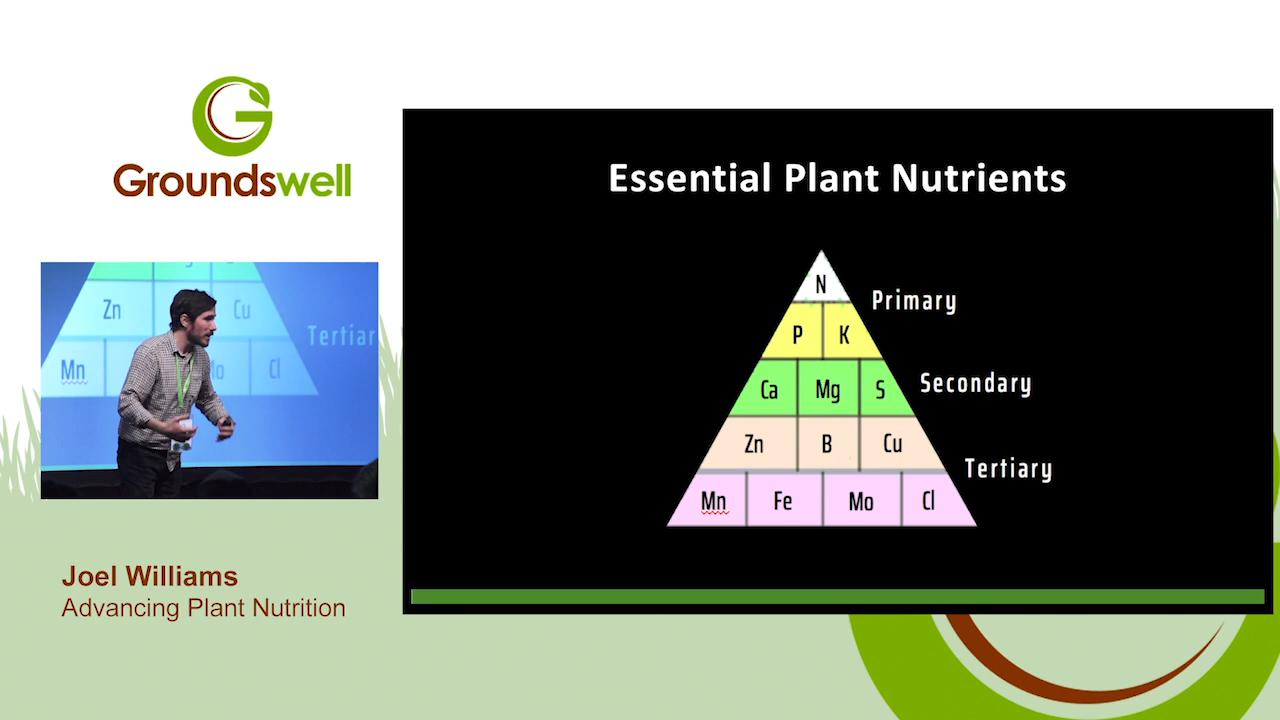 Groundswell
Essential Plant Nutrients
N
Primary
P K
Ca Mg S
Secondary
Zn B Cu
Tertiary
Mn Fe Mo Cl
Zn Cu
Tertiar
Mn lo Cl
Joel Williams
Advancing Plant Nutrition